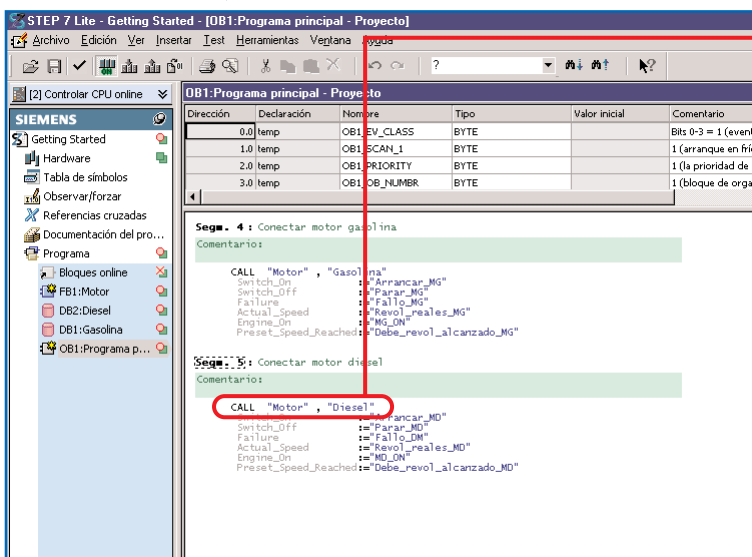 STEP 7 Lite - Getting Started - [OB1:Programa principal - Proyecto]
Archivo Edición Ver Insertar Test Herramientas Ventana Ayuda
?
[2] Controlar CPU online
OB1:Programa principal - Proyecto
SIEMENS
Getting Started
Hardware
Tabla de símbolos
Observar/forzar
Referencias cruzadas
Documentación del pro...
Programa
Bloques online
FB1:Motor
DB2:Diesel
DB1:Gasolina
OB1:Programa p...
Dirección Declaración Nombre Tipo Valor inicial Comentario
0.0 temp OB1_EV_CLASS BYTE Bits 0-3 = 1 (event
1.0 temp OB1_SCAN_1 BYTE 1 (arranque en frí
2.0 temp OB1_PRIORITY BYTE 1 (la prioridad de
3.0 temp OB1_OB_NUMBR BYTE 1 (bloque de orga
Segm. 4 : Conectar motor gasolina
Comentario:
CALL "Motor" , "Gasolina"
Switch_On :="Arrancar_MG"
Switch_Off :="Parar_MG"
Failure :="Fallo_MG"
Actual_Speed :="Revol_reales_MG"
Engine_On :="MG_ON"
Preset_Speed_Reached:="Debe_revol_alcanzado_MG"
Segm. 5 : Conectar motor diesel
Comentario:
CALL "Motor" , "Diesel"
Switch_On :="Arrancar_MD"
Switch_Off :="Parar_MD"
Failure :="Fallo_DM"
Actual_Speed :="Revol_reales_MD"
Engine_On :="MD_ON"
Preset_Speed_Reached:="Debe_revol_alcanzado_MD"